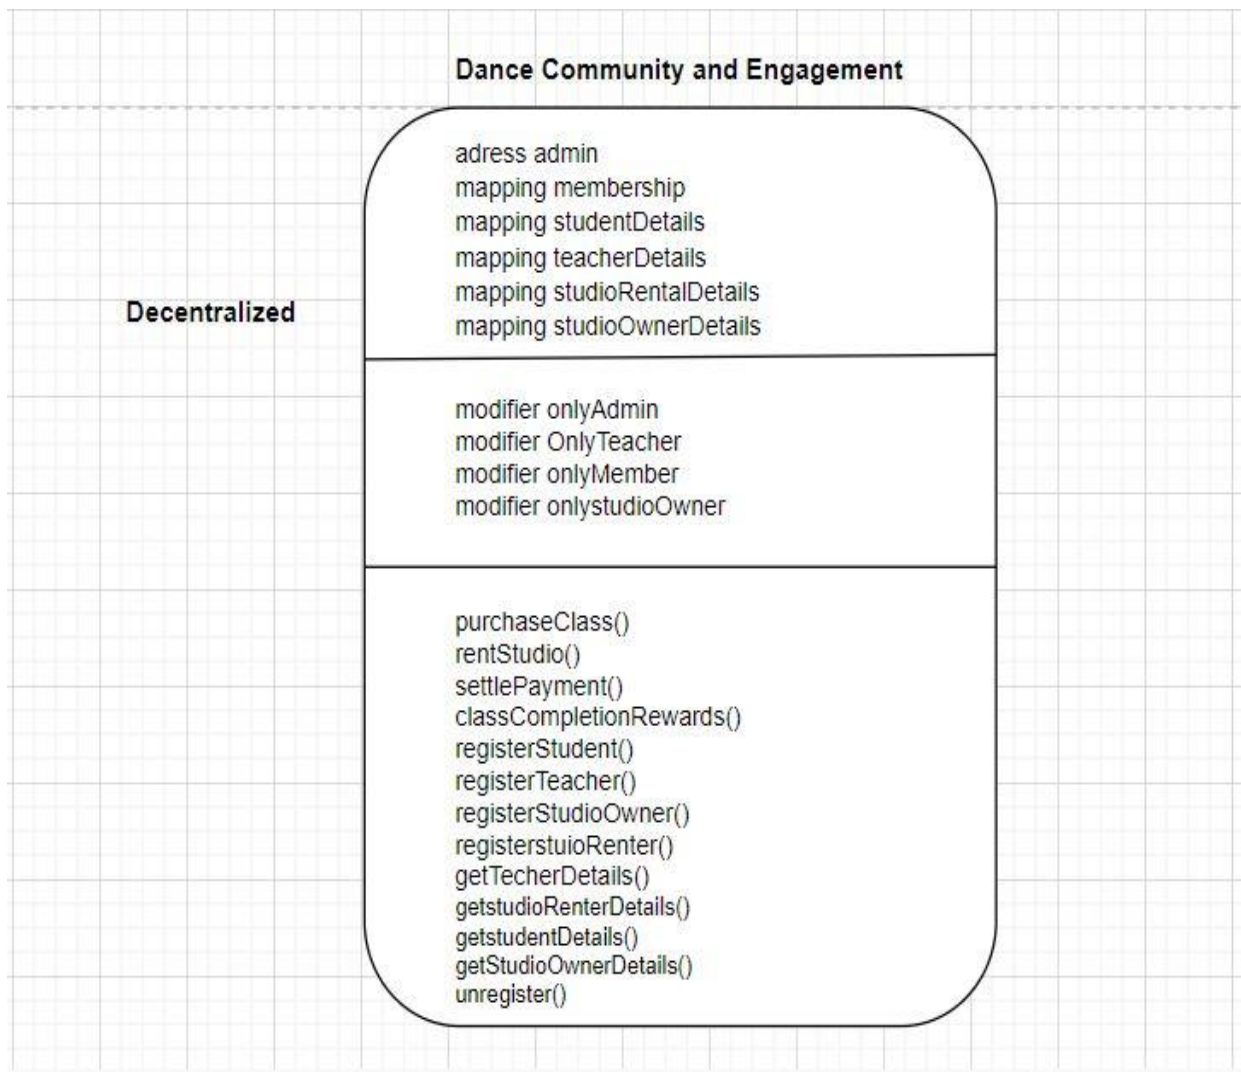 Dance Community and Engagement
adress admin
mapping membership
mapping studentDetails
mapping teacherDetails
mapping studioRentalDetails
mapping studioOwnerDetails
Decentralized
modifier onlyAdmin
modifier OnlyTeacher
modifier onlyMember
modifier onlystudioOwner
purchaseClass()
rentStudio()
settlePayment()
classCompletionRewards()
registerStudent()
registerTeacher()
registerStudioOwner()
registerstuioRenter()
getTecherDetails()
getstudioRenterDetails()
getstudentDetails()
getStudioOwnerDetails()
unregister()